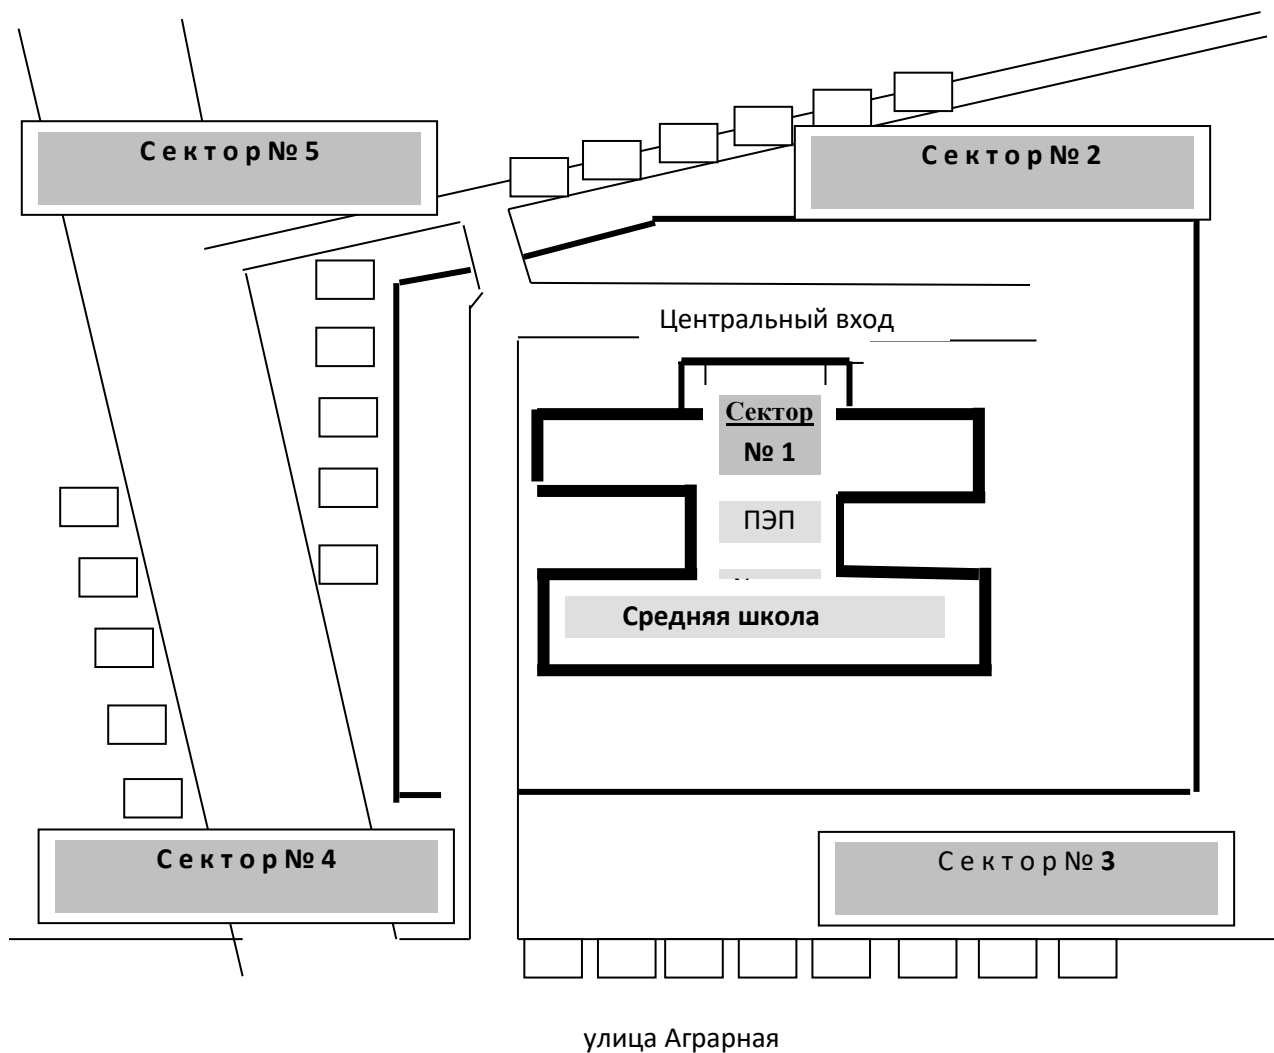 Сектор № 5
Сектор № 2
Центральный вход
Сектор
№ 1
ПЭП
Средняя школа
Сектор № 4
Сектор № 3
улица Аграрная